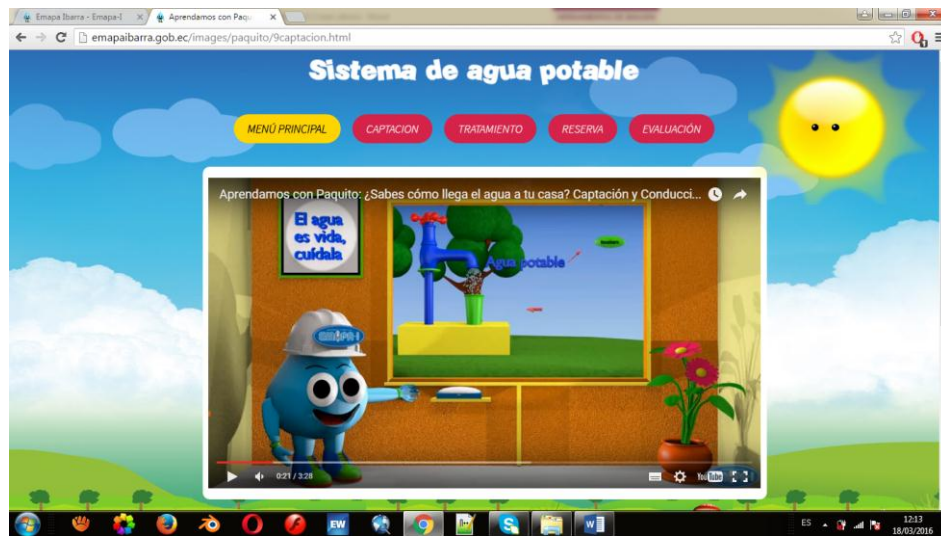 Emapa Ibarra - Emapa-I
Aprendamos con Paqu
emapaibarra.gob.ec/images/paquito/9captacion.html
Sistema de agua potable
MENÚ PRINCIPAL
CAPTACION
TRATAMIENTO
RESERVA
EVALUACIÓN
Aprendamos con Paquito: ¿Sabes cómo llega el agua a tu casa? Captación y Conducci...
El agua
es vida,
cuídala
Agua potable
EMAPA-I
0:21 / 3:28
YouTube
EW
ES
12:13
18/03/2016